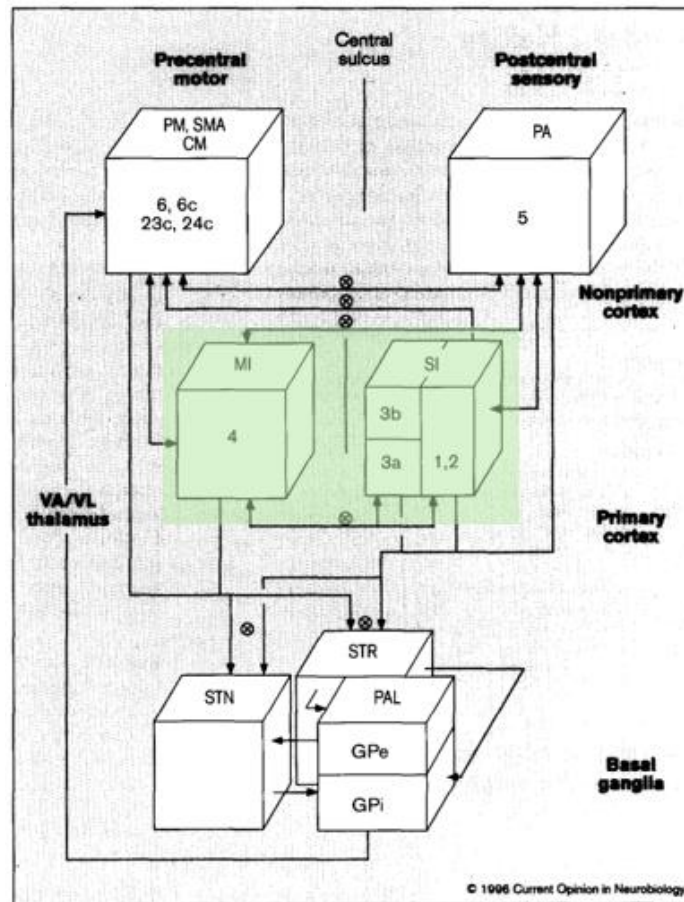 Precentral
motor
Central
sulcus
Postcentral
sensory
PM, SMA
CM
6, 6c
23c, 24c
PA
5
Nonprimary
cortex
MI
4
SI
3b
3a
1,2
VA/VL
thalamus
Primary
cortex
STR
STN
PAL
GPe
GPi
Basal
ganglia
© 1996 Current Opinion in Neurobiology